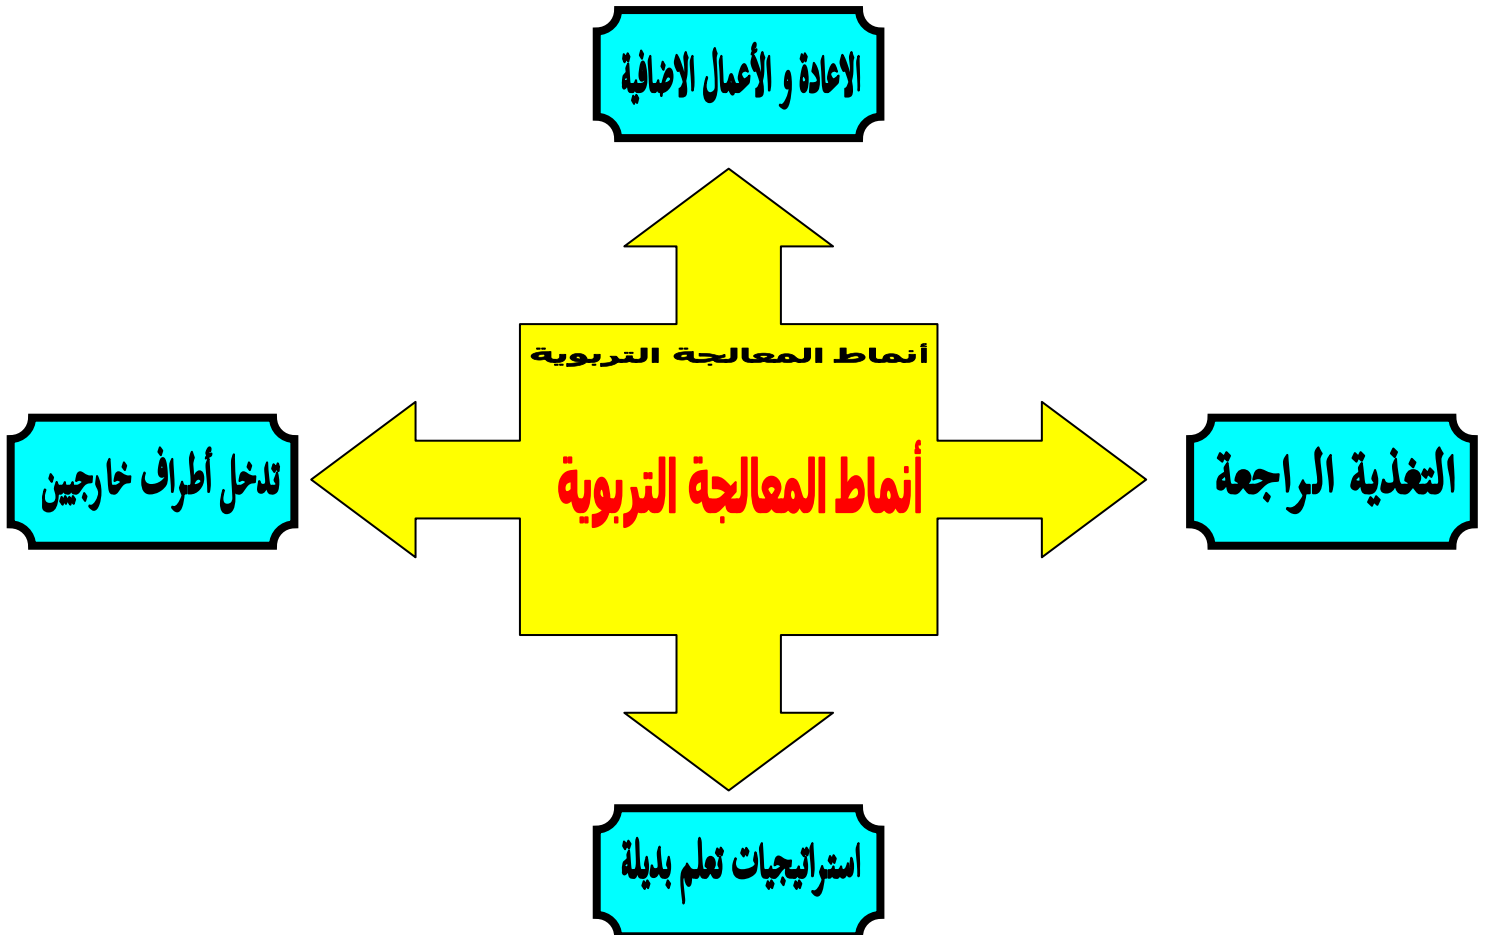 الاعادة و الأعمال الاضافية
أنماط المعالجة التربوية
أنماط المعالجة التربوية
التغذية الراجعة
تدخل أطراف خارجيين
استراتيجيات تعلم بديلة